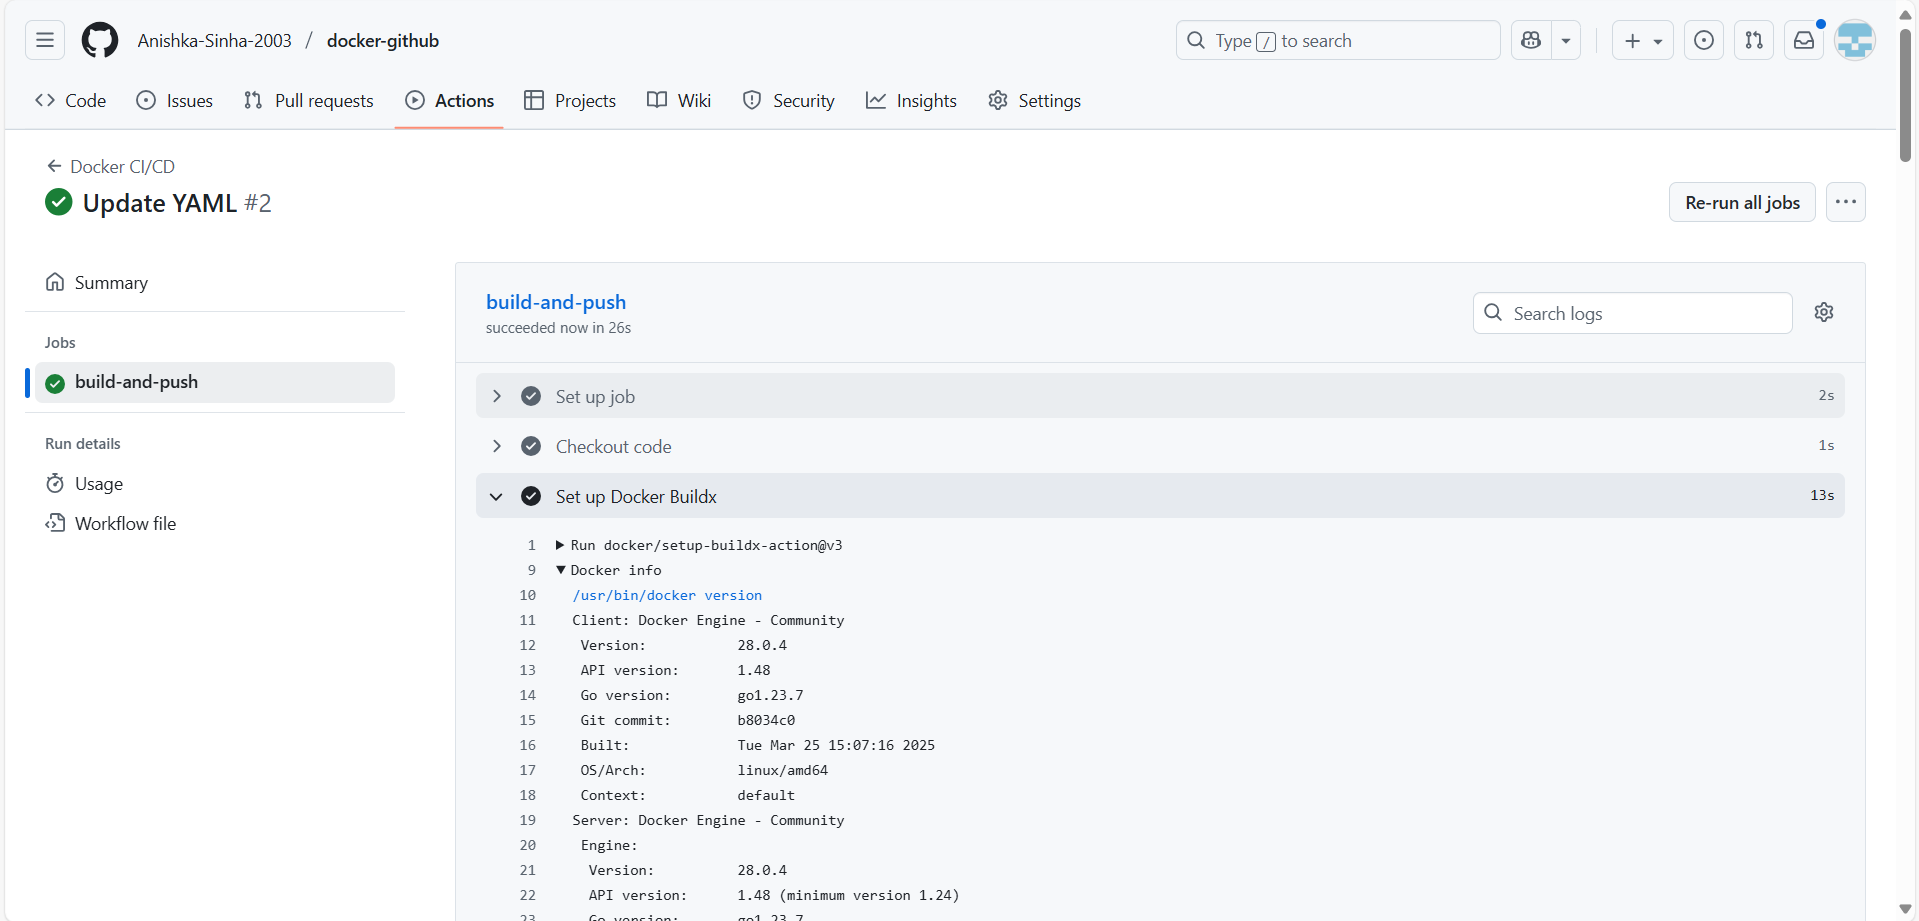 Anishka-Sinha-2003 / docker-github
Type / to search
Code Issues Pull requests Actions Projects Wiki Security Insights Settings
Docker CI/CD
Update YAML #2
Re-run all jobs
Summary
Jobs
build-and-push
Run details
Usage
Workflow file
build-and-push
succeeded now in 26s
Search logs
Set up job 2s
Checkout code 1s
Set up Docker Buildx 13s
1 Run docker/setup-buildx-action@v3
9 Docker info
10 /usr/bin/docker version
11 Client: Docker Engine - Community
12 Version: 28.0.4
13 API version: 1.48
14 Go version: go1.23.7
15 Git commit: b8034c0
16 Built: Tue Mar 25 15:07:16 2025
17 OS/Arch: linux/amd64
18 Context: default
19 Server: Docker Engine - Community
20 Engine:
21 Version: 28.0.4
22 API version: 1.48 (minimum version 1.24)
23 Go version: go1.23.7